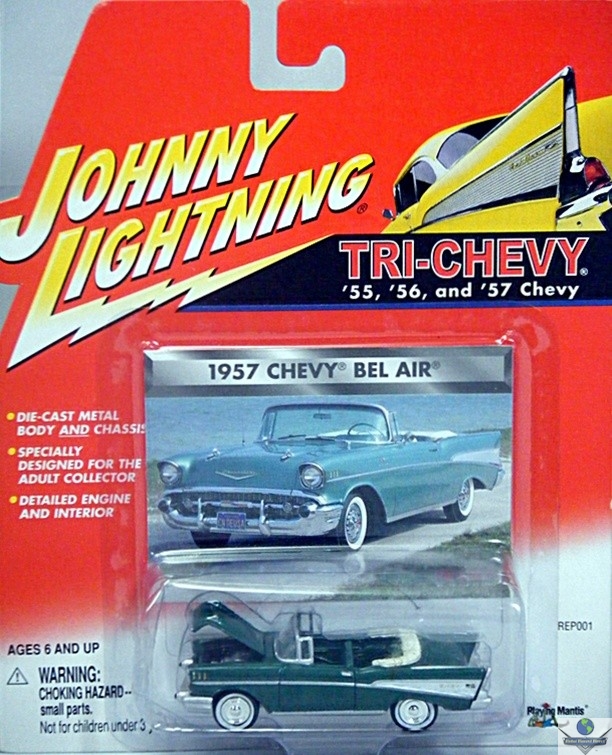 JOHNNY
LIGHTNING®
TRI-CHEVY®
'55, '56, and '57 Chevy
1957 CHEVY® BEL AIR®
• DIE-CAST METAL
BODY AND CHASSIS
• SPECIALLY
DESIGNED FOR THE
ADULT COLLECTOR
• DETAILED ENGINE
AND INTERIOR
REP001
AGES 6 AND UP
⚠ WARNING:
CHOKING HAZARD--
small parts.
Not for children under 3
Playing Mantis®